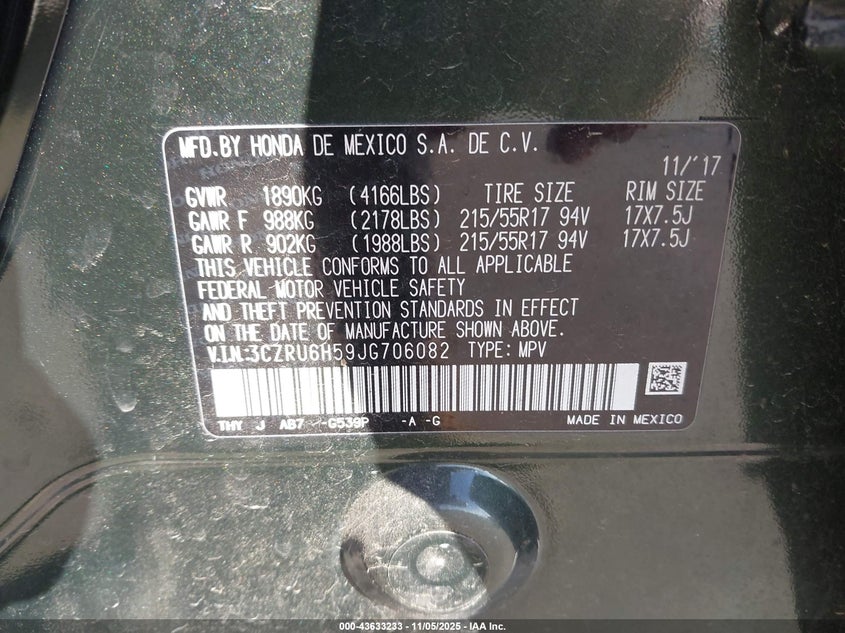 MFD.BY HONDA DE MEXICO S.A. DE C.V.
11/'17
GVWR 1890KG (4166LBS) TIRE SIZE RIM SIZE
GAWR F 988KG (2178LBS) 215/55R17 94V 17X7.5J
GAWR R 902KG (1988LBS) 215/55R17 94V 17X7.5J
THIS VEHICLE CONFORMS TO ALL APPLICABLE
FEDERAL MOTOR VEHICLE SAFETY
AND THEFT PREVENTION STANDARDS IN EFFECT
ON THE DATE OF MANUFACTURE SHOWN ABOVE.
V.I.N:3CZRU6H59JG706082 TYPE: MPV
THY J AB7 -G539P -A -G MADE IN MEXICO
000-43633233 - 11/05/2025 - IAA Inc.